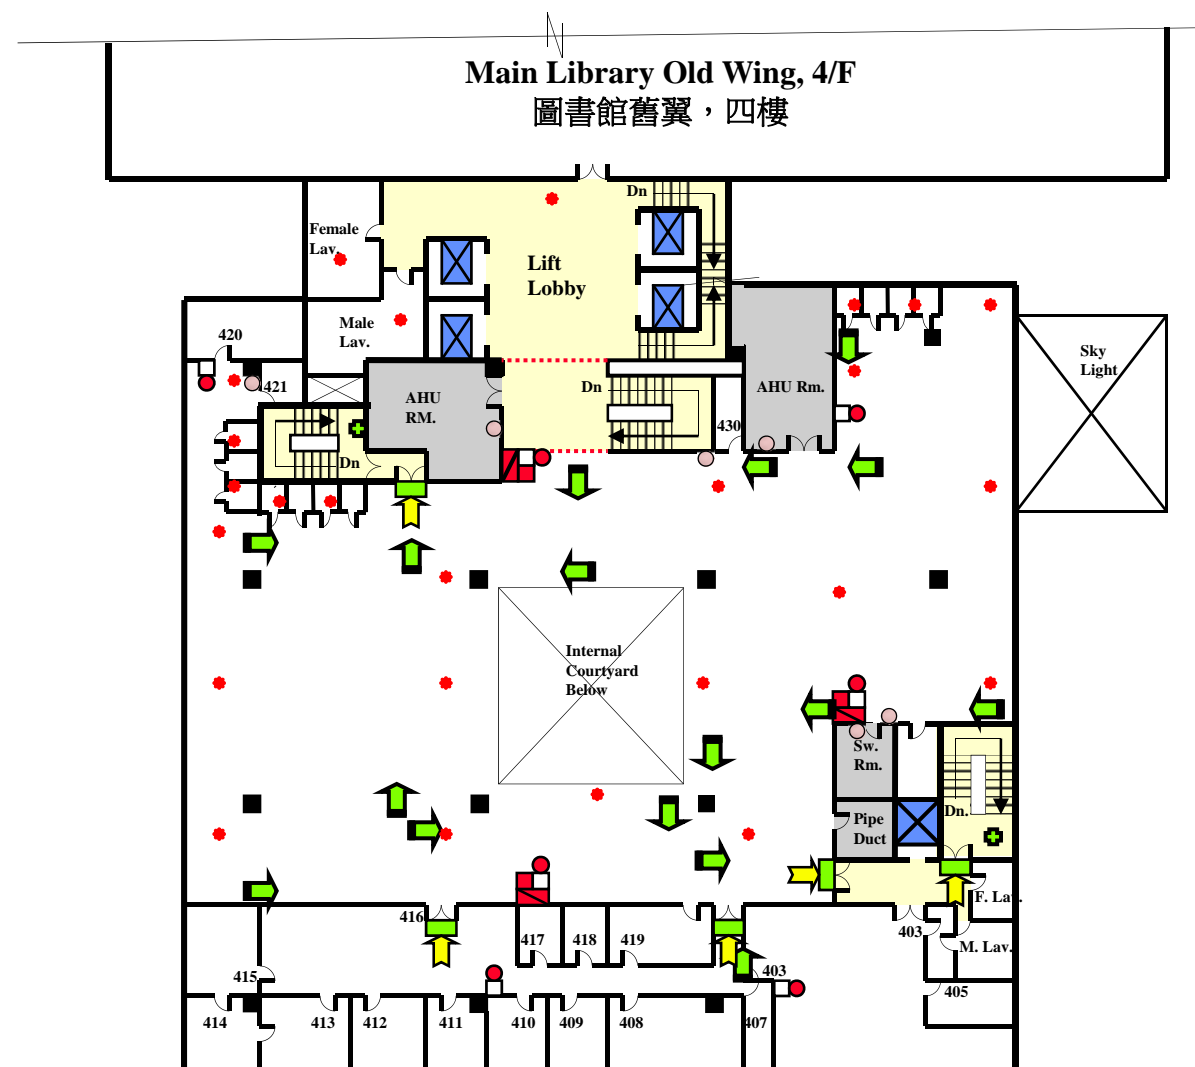 Main Library Old Wing, 4/F
圖書館舊翼，四樓
Dn
Female
Lav.
Lift
Lobby
Male
Lav.
420
Sky
Light
421
AHU
RM.
Dn
AHU Rm.
430
Dn
Internal
Courtyard
Below
Sw.
Rm.
Dn.
Pipe
Duct
F. Lav.
416
403
417
418
419
M. Lav.
415
403
405
414
413
412
411
410
409
408
407